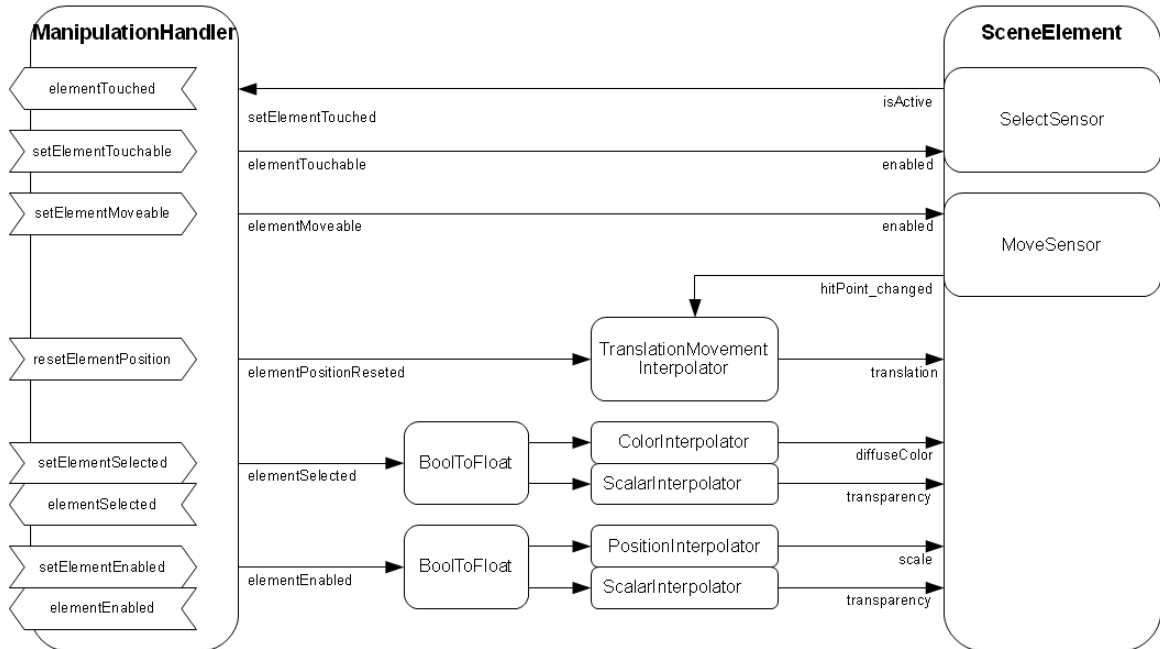 ManipulationHandler
SceneElement
elementTouched
isActive
setElementTouched
SelectSensor
setElementTouchable
elementTouchable
enabled
setElementMoveable
elementMoveable
enabled
MoveSensor
hitPoint_changed
resetElementPosition
elementPositionReseted
TranslationMovement
Interpolator
translation
setElementSelected
elementSelected
BoolToFloat
ColorInterpolator
diffuseColor
ScalarInterpolator
transparency
elementSelected
setElementEnabled
elementEnabled
BoolToFloat
PositionInterpolator
scale
ScalarInterpolator
transparency
elementEnabled